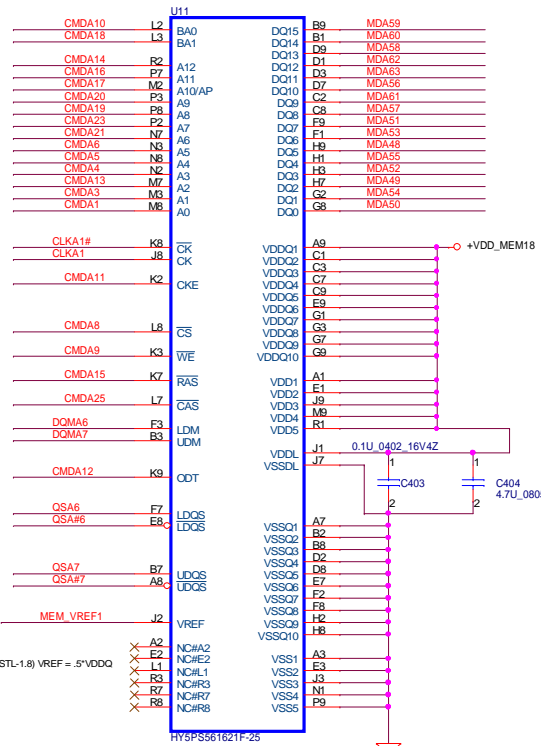 U11
CMDA10 L2 BA0 DQ15 B9 MDA59
CMDA18 L3 BA1 DQ14 B1 MDA60
DQ13 D9 MDA58
CMDA14 R2 A12 DQ12 D1 MDA62
CMDA16 P7 A11 DQ11 D3 MDA63
CMDA17 M2 A10/AP DQ10 D7 MDA56
CMDA20 P3 A9 DQ9 C2 MDA61
CMDA19 P8 A8 DQ8 C8 MDA57
CMDA23 P2 A7 DQ7 F9 MDA51
CMDA21 N7 A6 DQ6 F1 MDA53
CMDA6 N3 A5 DQ5 H9 MDA48
CMDA5 N8 A4 DQ4 H1 MDA55
CMDA4 N2 A3 DQ3 H3 MDA52
CMDA13 M7 A2 DQ2 H7 MDA49
CMDA3 M3 A1 DQ1 G2 MDA54
CMDA1 M8 A0 DQ0 G8 MDA50
CLKA1# K8 CK VDDQ1 A9 +VDD_MEM18
CLKA1 J8 CK VDDQ2 C1
VDDQ3 C3
CMDA11 K2 CKE VDDQ4 C7
VDDQ5 C9
VDDQ6 E9
VDDQ7 G1
CMDA8 L8 CS VDDQ8 G3
VDDQ9 G7
CMDA9 K3 WE VDDQ10 G9
CMDA15 K7 RAS VDD1 A1
VDD2 E1
CMDA25 L7 CAS VDD3 J9
VDD4 M9
DQMA6 F3 LDM VDD5 R1
DQMA7 B3 UDM
VDDL J1 0.1U_0402_16V4Z
VSSDL J7 1 1
CMDA12 K9 ODT C403 C404
4.7U_080
2 2
QSA6 F7 LDQS VSSQ1 A7
QSA#6 E8 LDQS VSSQ2 B2
VSSQ3 B8
VSSQ4 D2
QSA7 B7 UDQS VSSQ5 D8
QSA#7 A8 UDQS VSSQ6 E7
VSSQ7 F2
VSSQ8 F8
MEM_VREF1 J2 VREF VSSQ9 H2
VSSQ10 H8
A2 NC#A2
E2 NC#E2 VSS1 A3
STL-1.8) VREF = .5*VDDQ L1 NC#L1 VSS2 E3
R3 NC#R3 VSS3 J3
R7 NC#R7 VSS4 N1
R8 NC#R8 VSS5 P9
HY5PS561621F-25